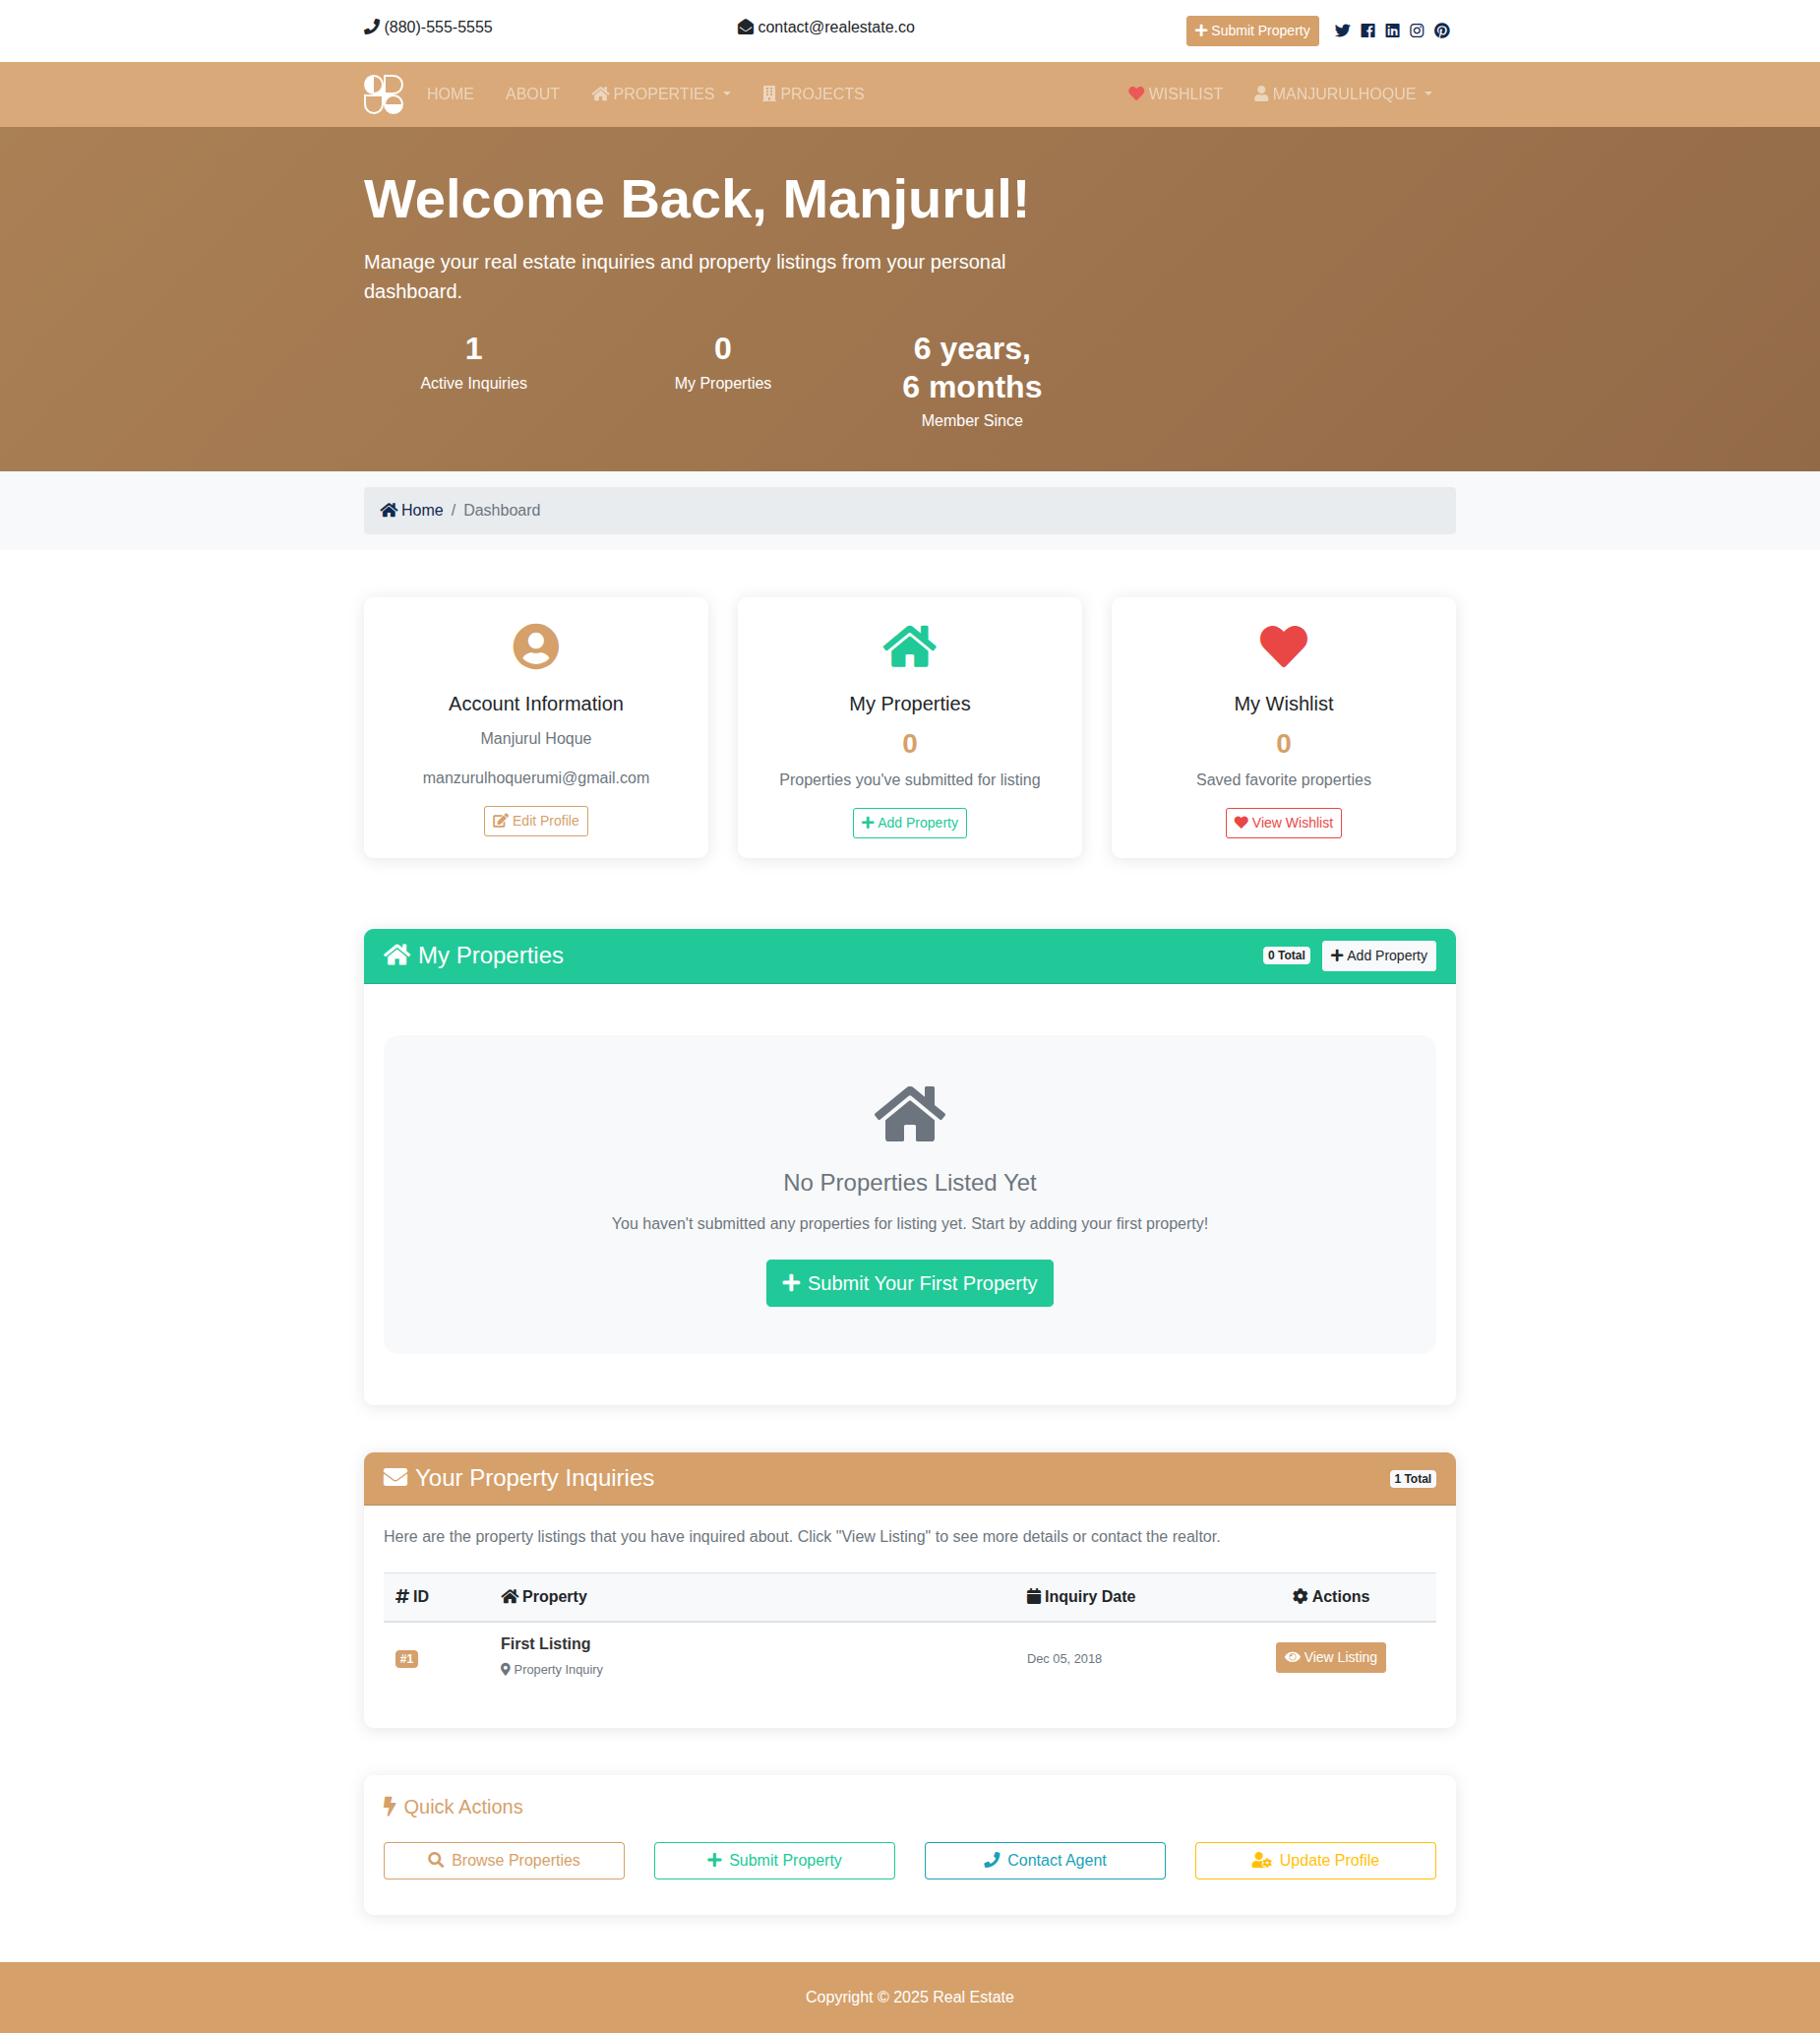 (880)-555-5555
contact@realestate.co
Submit Property
HOME
ABOUT
PROPERTIES
PROJECTS
WISHLIST
MANJURULHOQUE
Welcome Back, Manjurul!
Manage your real estate inquiries and property listings from your personal
dashboard.
1
Active Inquiries
0
My Properties
6 years,
6 months
Member Since
Home / Dashboard
Account Information
Manjurul Hoque
manzurulhoquerumi@gmail.com
Edit Profile
My Properties
0
Properties you've submitted for listing
Add Property
My Wishlist
0
Saved favorite properties
View Wishlist
My Properties
0 Total
Add Property
No Properties Listed Yet
You haven't submitted any properties for listing yet. Start by adding your first property!
Submit Your First Property
Your Property Inquiries
1 Total
Here are the property listings that you have inquired about. Click "View Listing" to see more details or contact the realtor.
# ID
Property
Inquiry Date
Actions
#1
First Listing
Property Inquiry
Dec 05, 2018
View Listing
Quick Actions
Browse Properties
Submit Property
Contact Agent
Update Profile
Copyright © 2025 Real Estate